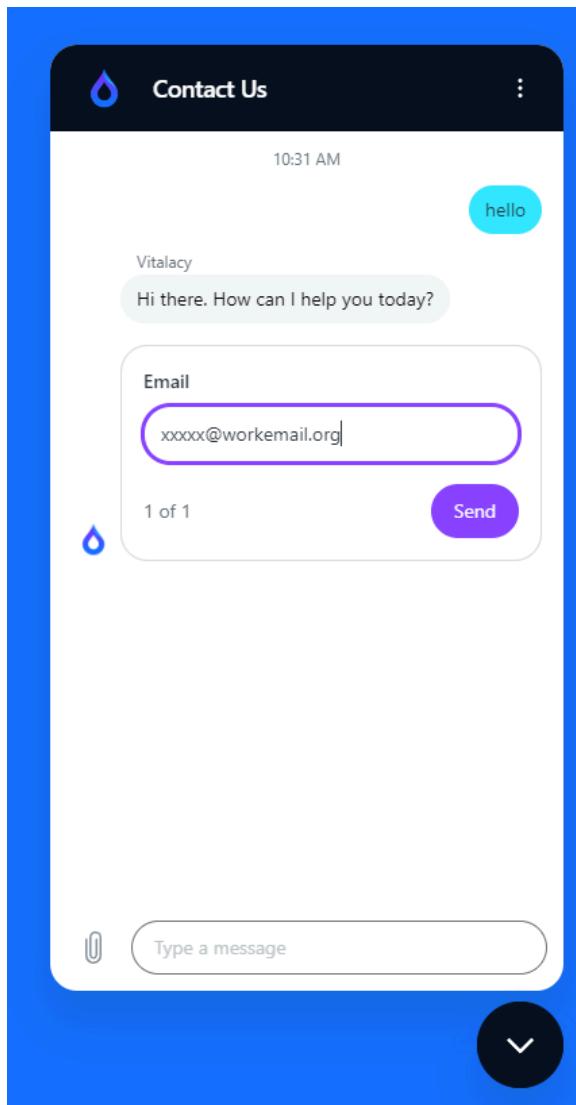 Contact Us
10:31 AM
hello
Vitalacy
Hi there. How can I help you today?
Email
xxxxx@workemail.org
1 of 1
Send
Type a message